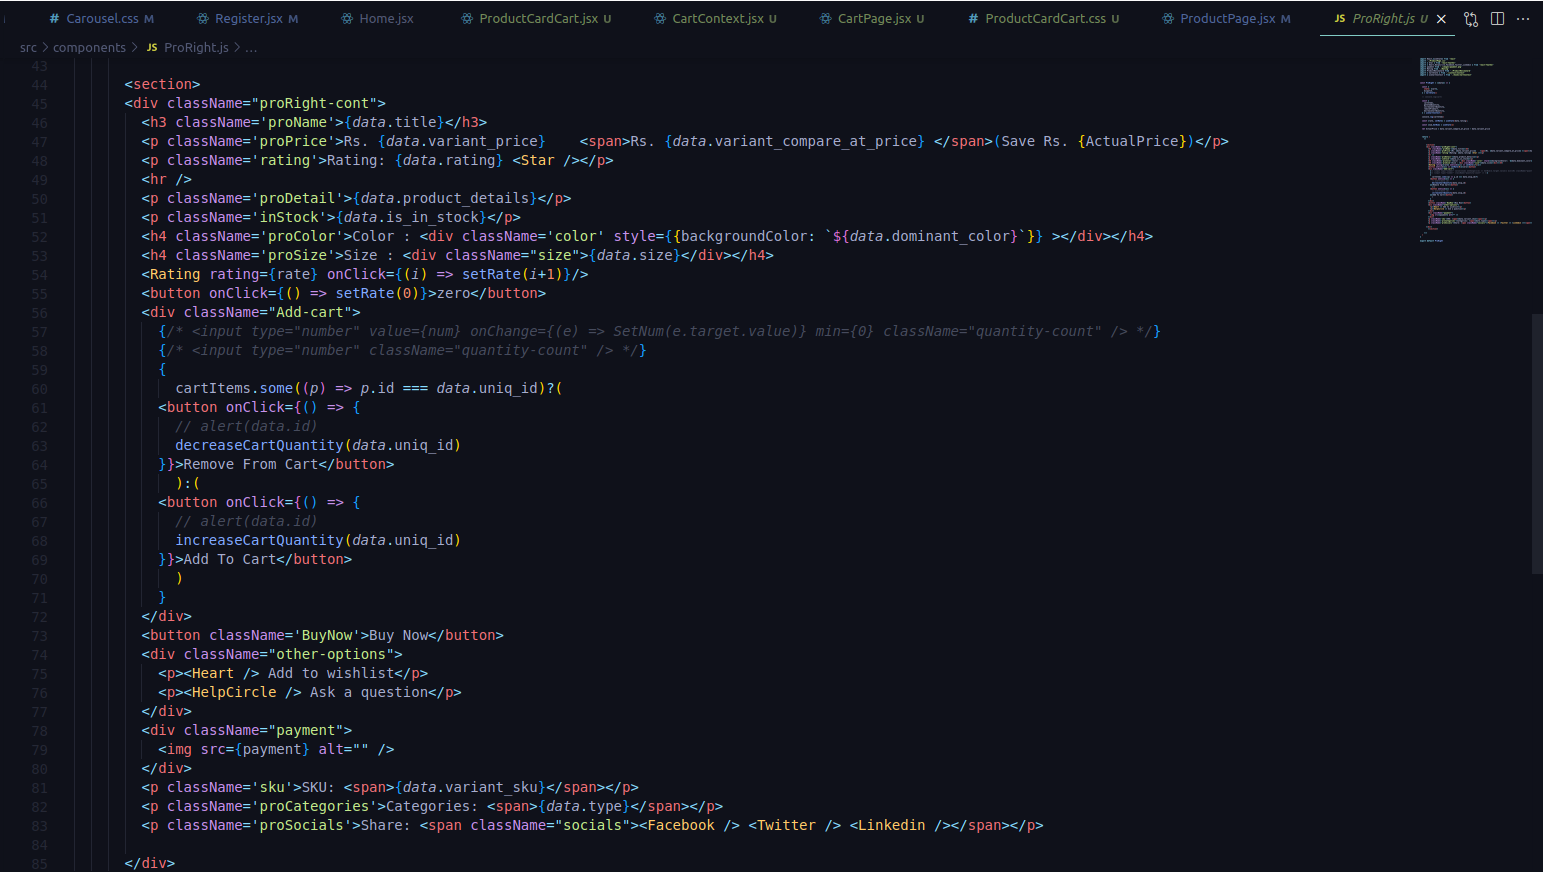 # Carousel.css M Register.jsx M Home.jsx ProductCardCart.jsx U CartContext.jsx U CartPage.jsx U # ProductCardCart.css U ProductPage.jsx M JS ProRight.js U
src > components > JS ProRight.js > ...
43
44 <section>
45 <div className="proRight-cont">
46 <h3 className='proName'>{data.title}</h3>
47 <p className='proPrice'>Rs. {data.variant_price} <span>Rs. {data.variant_compare_at_price} </span>(Save Rs. {ActualPrice})</p>
48 <p className='rating'>Rating: {data.rating} <Star /></p>
49 <hr />
50 <p className='proDetail'>{data.product_details}</p>
51 <p className='inStock'>{data.is_in_stock}</p>
52 <h4 className='proColor'>Color : <div className='color' style={{backgroundColor: `${data.dominant_color}`}} ></div></h4>
53 <h4 className='proSize'>Size : <div className="size">{data.size}</div></h4>
54 <Rating rating={rate} onClick={(i) => setRate(i+1)}/>
55 <button onClick={() => setRate(0)}>zero</button>
56 <div className="Add-cart">
57 {/* <input type="number" value={num} onChange={(e) => SetNum(e.target.value)} min={0} className="quantity-count" /> */}
58 {/* <input type="number" className="quantity-count" /> */}
59 {
60 cartItems.some((p) => p.id === data.uniq_id)?(
61 <button onClick={() => {
62 // alert(data.id)
63 decreaseCartQuantity(data.uniq_id)
64 }}>Remove From Cart</button>
65 ):(
66 <button onClick={() => {
67 // alert(data.id)
68 increaseCartQuantity(data.uniq_id)
69 }}>Add To Cart</button>
70 )
71 }
72 </div>
73 <button className='BuyNow'>Buy Now</button>
74 <div className="other-options">
75 <p><Heart /> Add to wishlist</p>
76 <p><HelpCircle /> Ask a question</p>
77 </div>
78 <div className="payment">
79 <img src={payment} alt="" />
80 </div>
81 <p className='sku'>SKU: <span>{data.variant_sku}</span></p>
82 <p className='proCategories'>Categories: <span>{data.type}</span></p>
83 <p className='proSocials'>Share: <span className="socials"><Facebook /> <Twitter /> <Linkedin /></span></p>
84
85 </div>